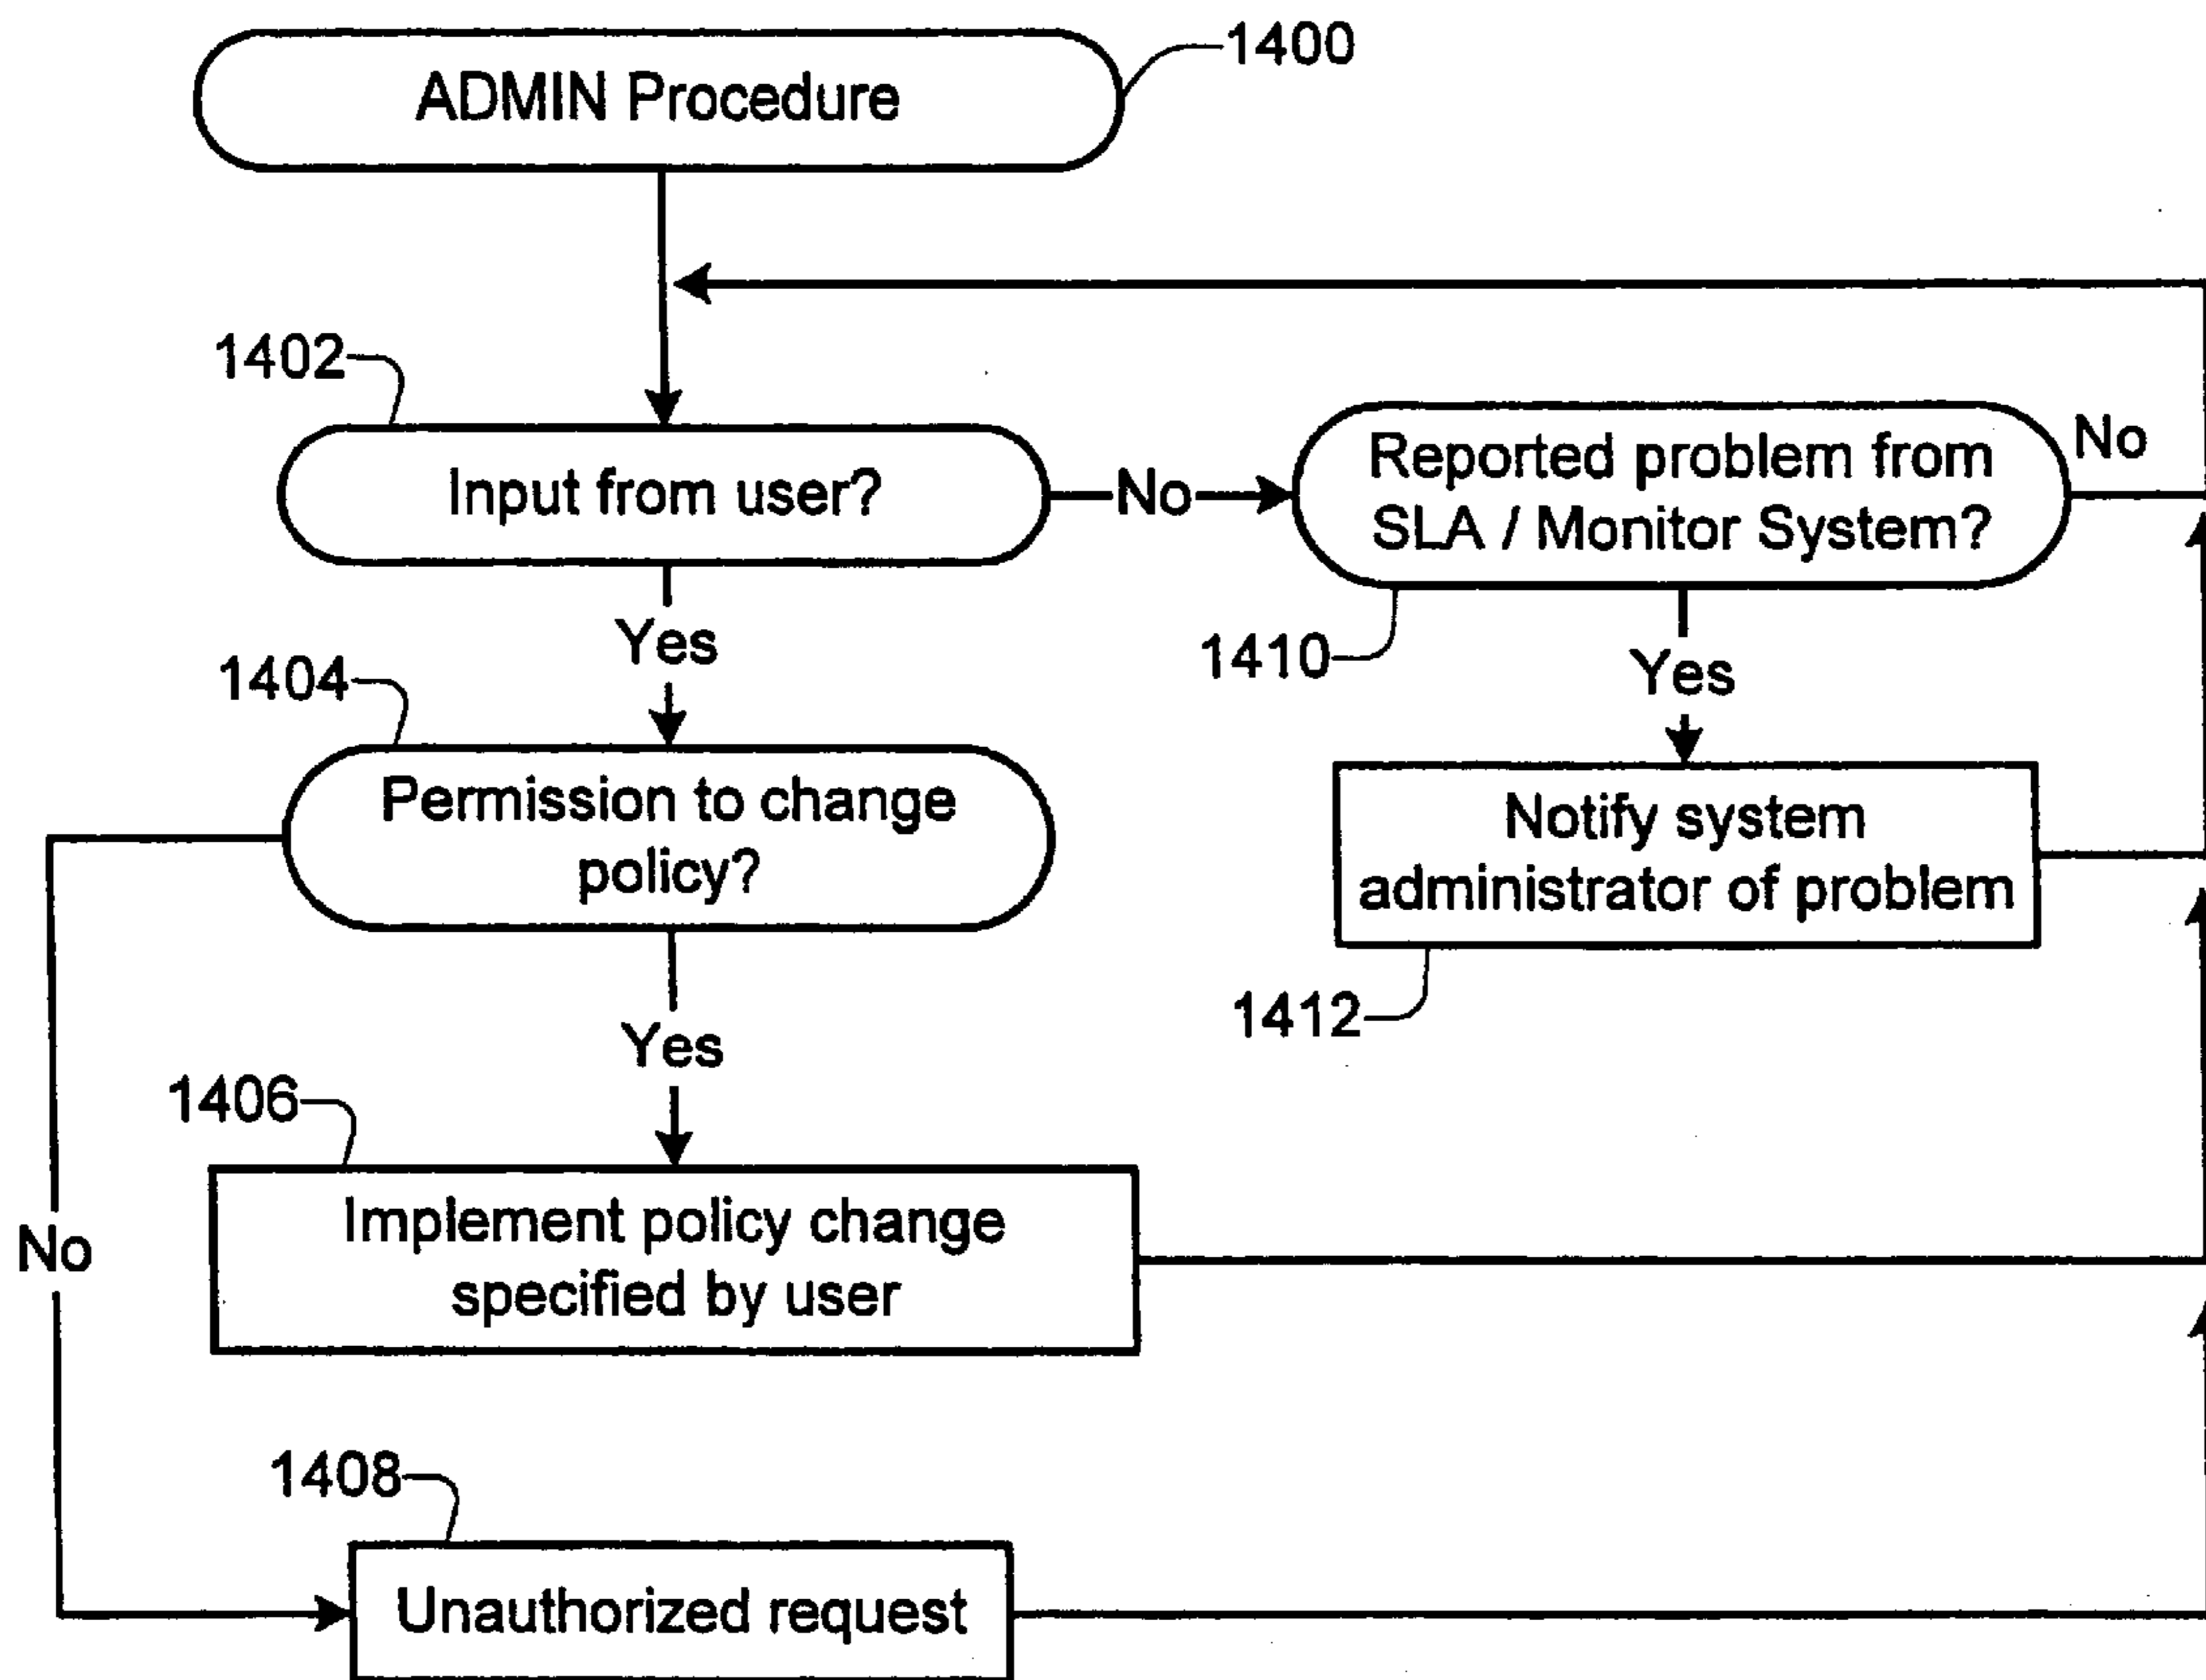 ADMIN Procedure
1400
1402
Input from user?
No
Reported problem from
SLA / Monitor System?
No
1410
Yes
Yes
1404
Permission to change
policy?
Notify system
administrator of problem
1412
Yes
1406
Implement policy change
specified by user
No
1408
Unauthorized request